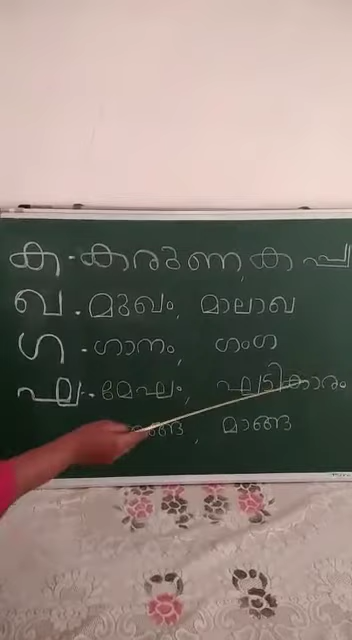 ക - കരുണ, കപ്പ
ഖ - മുഖം, മാലാഖ
ഗ - ഗാനം, ഗംഗ
ഘ - മേഘം, ഘടികാരം
മാങ്ങ